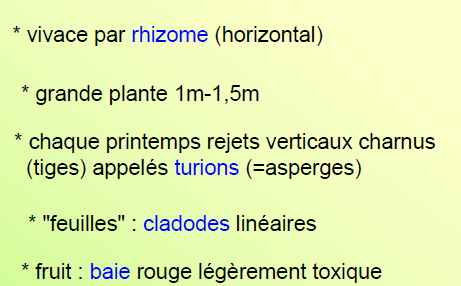 * vivace par rhizome (horizontal)
* grande plante 1m-1,5m
* chaque printemps rejets verticaux charnus
(tiges) appelés turions (=asperges)
* "feuilles" : cladodes linéaires
* fruit : baie rouge légèrement toxique